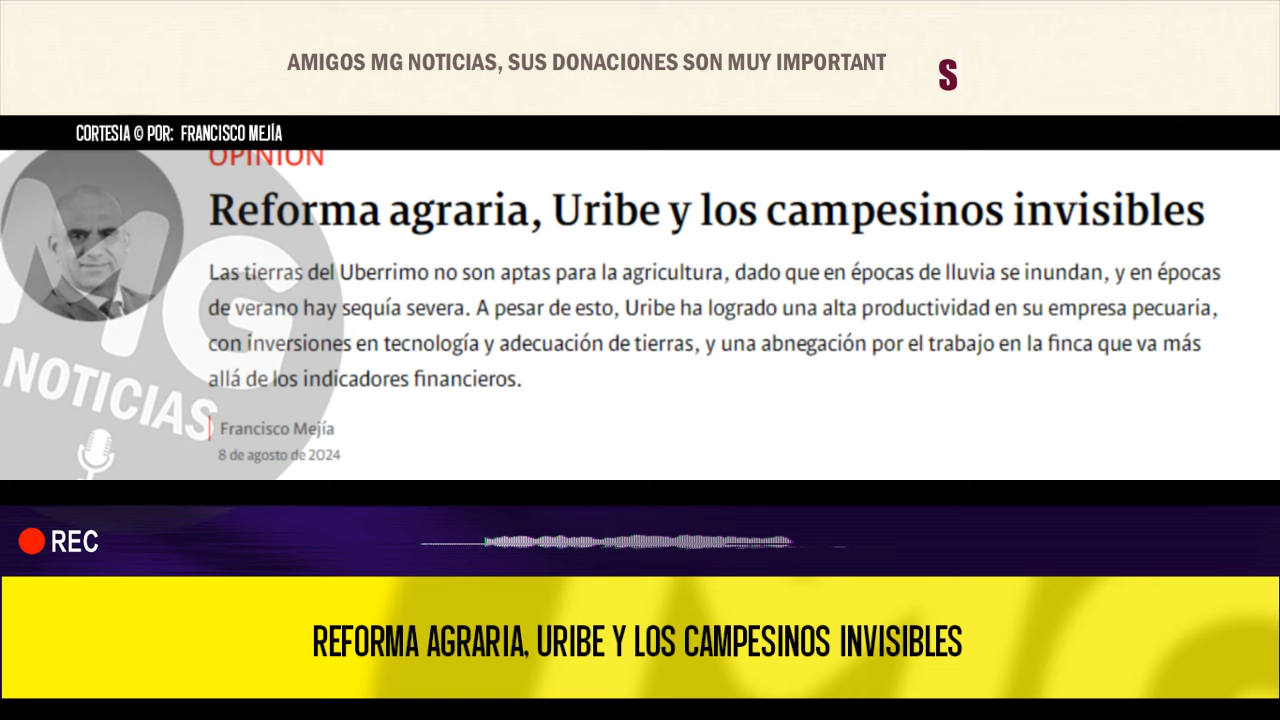 AMIGOS MG NOTICIAS, SUS DONACIONES SON MUY IMPORTANT S
CORTESIA © POR: FRANCISCO MEJÍA
OPINIÓN
Reforma agraria, Uribe y los campesinos invisibles
Las tierras del Uberrimo no son aptas para la agricultura, dado que en épocas de lluvia se inundan, y en épocas
de verano hay sequía severa. A pesar de esto, Uribe ha logrado una alta productividad en su empresa pecuaria,
con inversiones en tecnología y adecuación de tierras, y una abnegación por el trabajo en la finca que va más
allá de los indicadores financieros.
Francisco Mejía
8 de agosto de 2024
MG
NOTICIAS
REC
REFORMA AGRARIA, URIBE Y LOS CAMPESINOS INVISIBLES